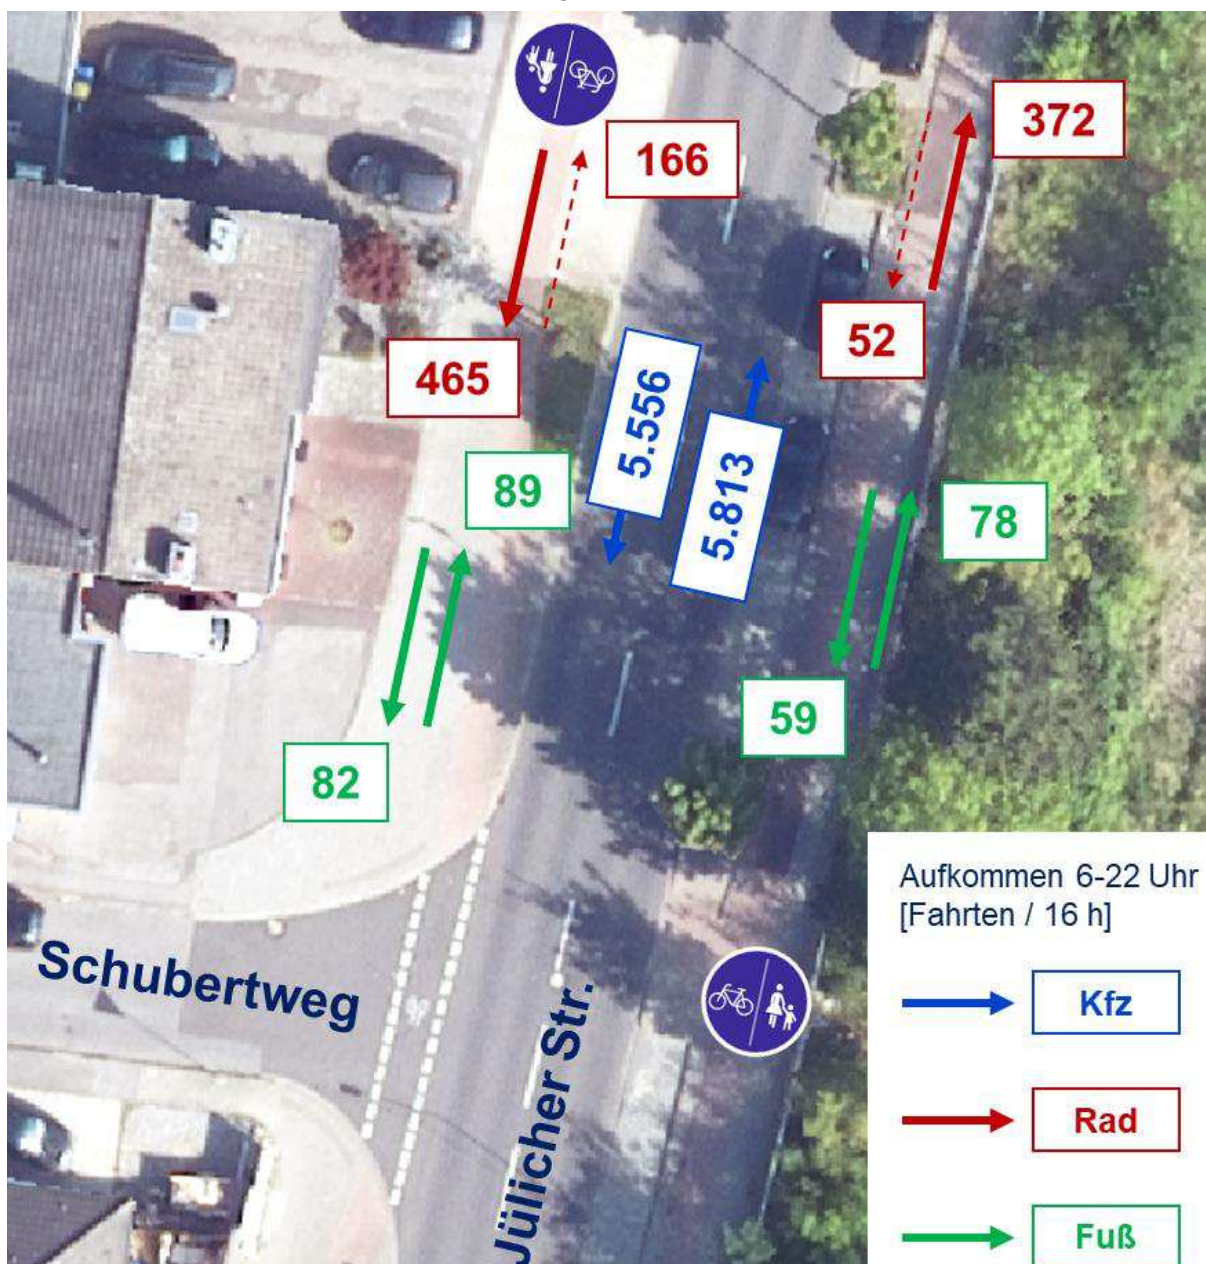 166
372
52
465
5.556
5.813
89
78
59
82
Aufkommen 6-22 Uhr
[Fahrten / 16 h]
Kfz
Rad
Fuß
Schubertweg
Jülicher Str.